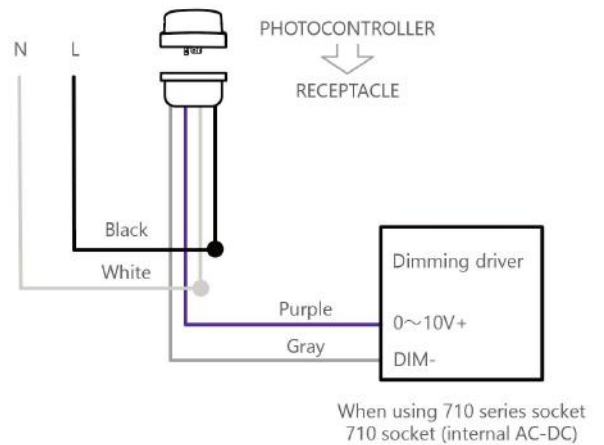 PHOTOCONTROLLER
N L
RECEPTACLE
Black
White
Purple
Gray
Dimming driver
0～10V+
DIM-
When using 710 series socket
710 socket (internal AC-DC)